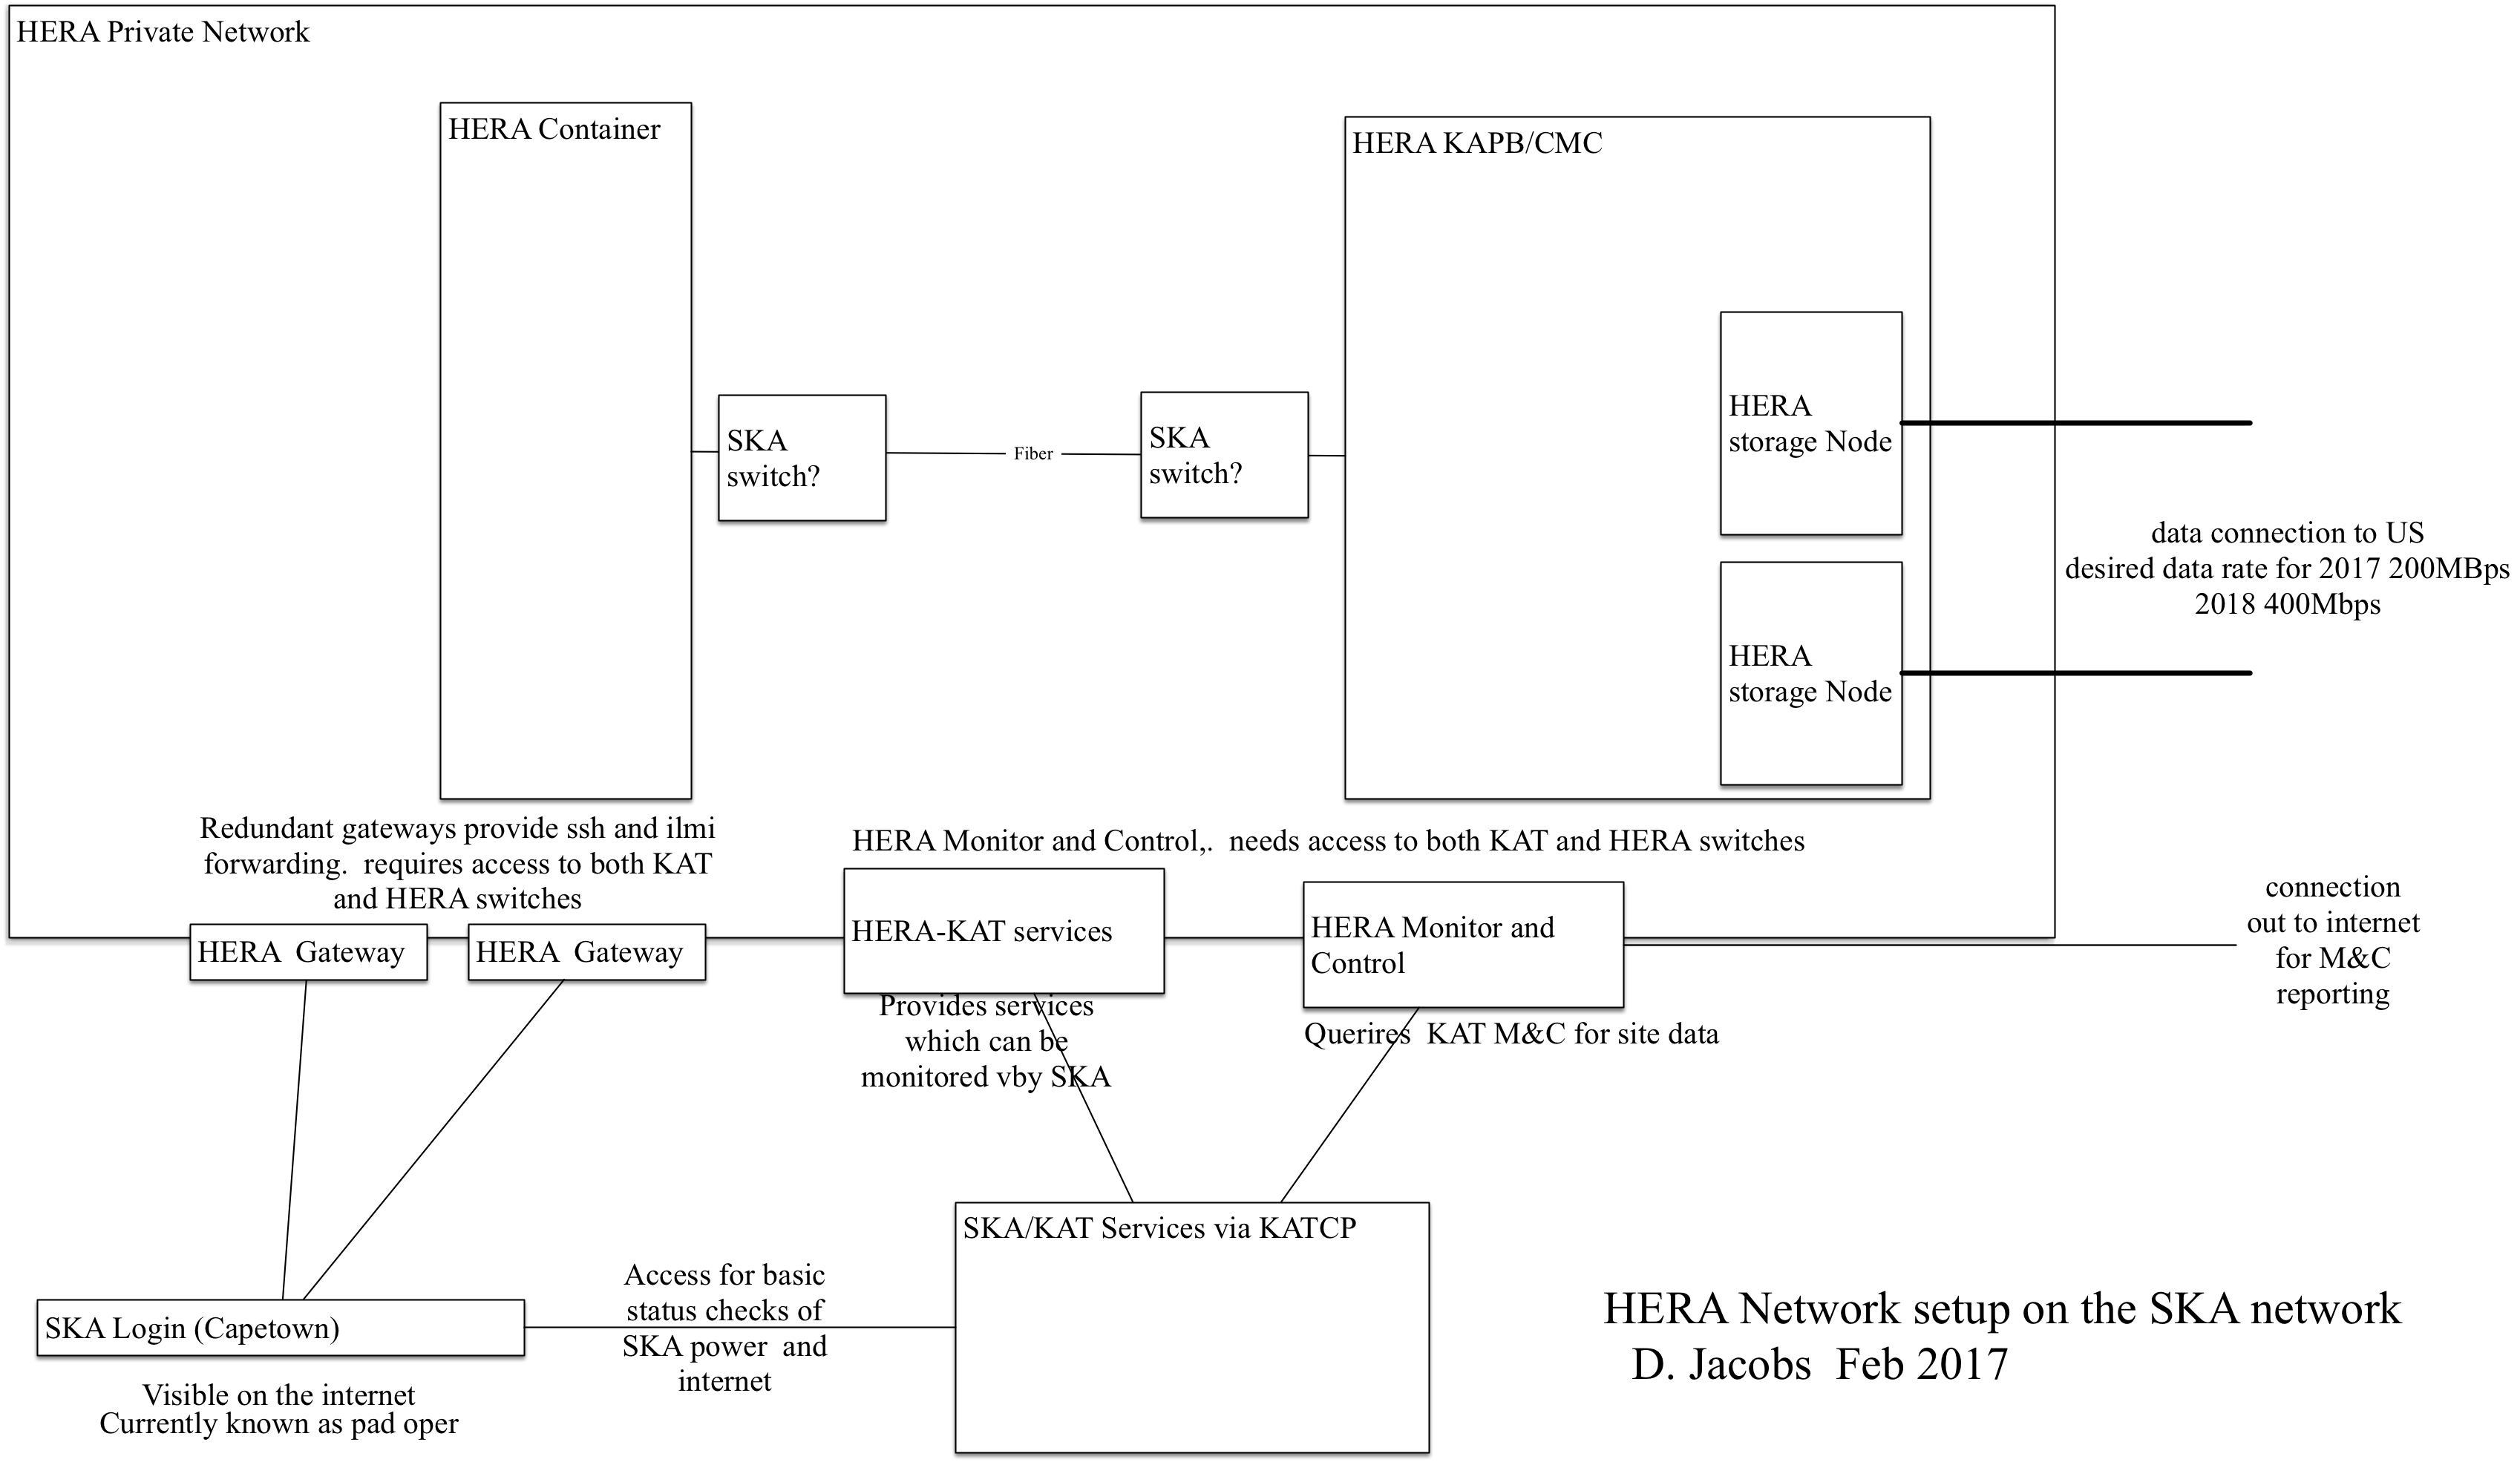 HERA Private Network
HERA Container
HERA KAPB/CMC
SKA
switch?
Fiber
SKA
switch?
HERA
storage Node
HERA
storage Node
data connection to US
desired data rate for 2017 200MBps
2018 400Mbps
Redundant gateways provide ssh and ilmi
forwarding.  requires access to both KAT
and HERA switches
HERA Monitor and Control,.  needs access to both KAT and HERA switches
HERA  Gateway
HERA  Gateway
HERA-KAT services
HERA Monitor and
Control
connection
out to internet
for M&C
reporting
Provides services
which can be
monitored vby SKA
Querires  KAT M&C for site data
SKA/KAT Services via KATCP
SKA Login (Capetown)
Access for basic
status checks of
SKA power  and
internet
Visible on the internet
Currently known as pad oper
HERA Network setup on the SKA network
D. Jacobs  Feb 2017